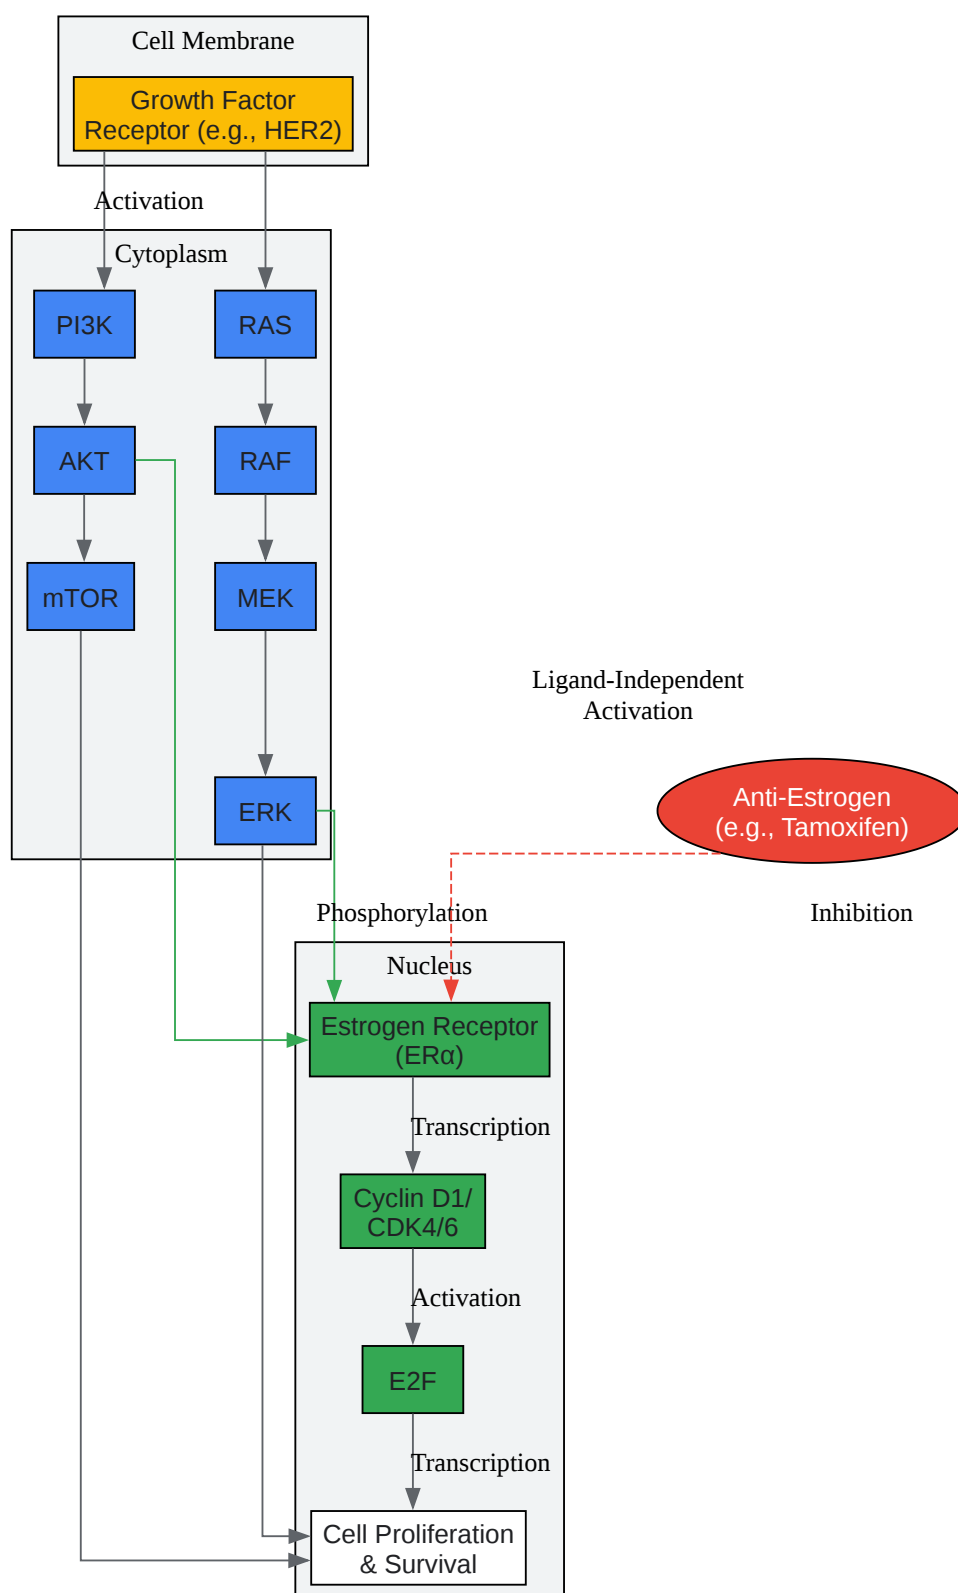 Cell Membrane
Growth Factor
Receptor (e.g., HER2)
Activation
Cytoplasm
PI3K
RAS
AKT
RAF
mTOR
MEK
Ligand-Independent
Activation
ERK
Anti-Estrogen
(e.g., Tamoxifen)
Phosphorylation
Inhibition
Nucleus
Estrogen Receptor
(ERα)
Transcription
Cyclin D1/
CDK4/6
Activation
E2F
Transcription
Cell Proliferation
& Survival